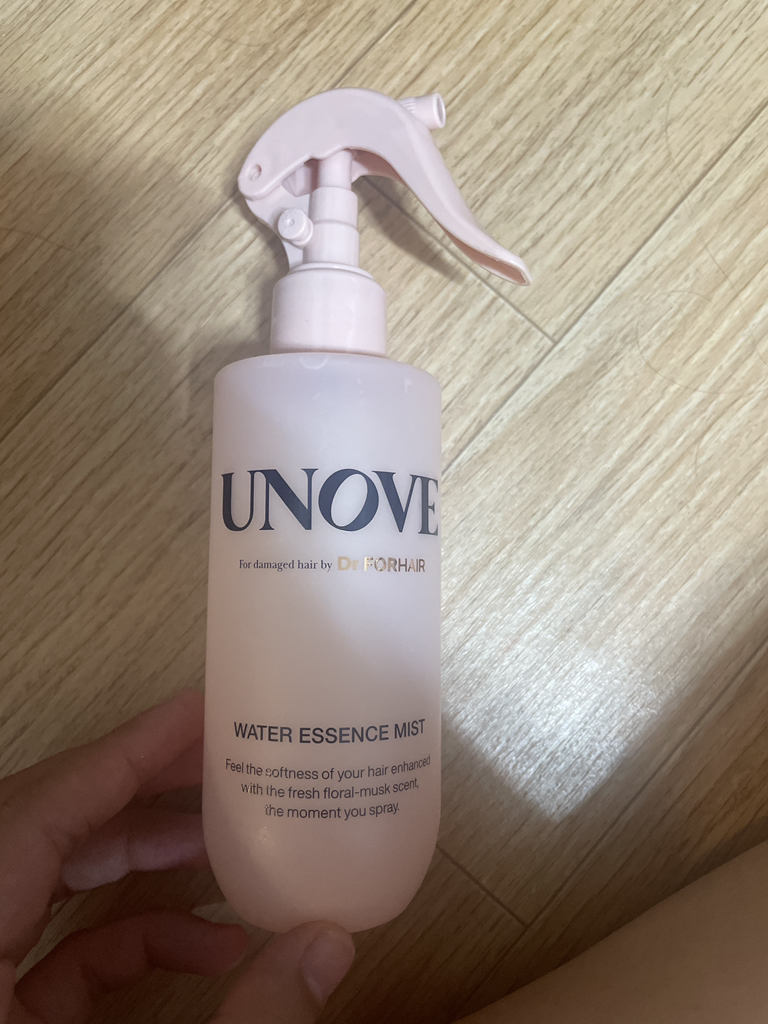 UNOVE
For damaged hair by Dr.FORHAIR
WATER ESSENCE MIST
Feel the softness of your hair enhanced
with the fresh floral-musk scent,
the moment you spray.